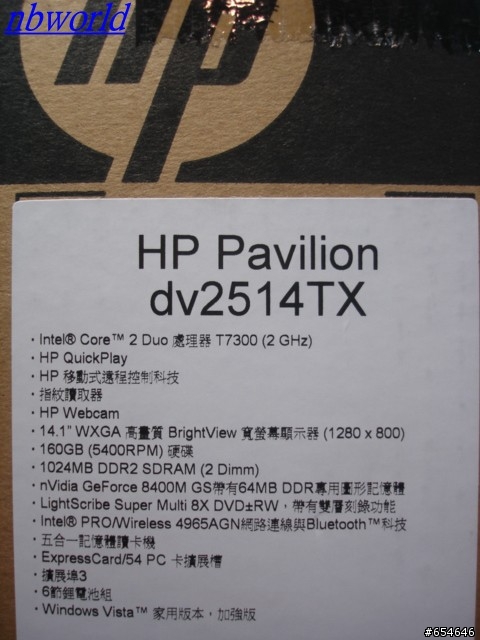 nbworld
hp
HP Pavilion
dv2514TX
· Intel® Core™ 2 Duo 處理器 T7300 (2 GHz)
· HP QuickPlay
· HP 移動式遠程控制科技
· 指紋讀取器
· HP Webcam
· 14.1" WXGA 高畫質 BrightView 寬螢幕顯示器 (1280 x 800)
· 160GB (5400RPM) 硬碟
· 1024MB DDR2 SDRAM (2 Dimm)
· nVidia GeForce 8400M GS帶有64MB DDR專用圖形記憶體
· LightScribe Super Multi 8X DVD±RW，帶有雙層刻錄功能
· Intel® PRO/Wireless 4965AGN網路連線與Bluetooth™科技
· 五合一記憶體讀卡機
· ExpressCard/54 PC 卡擴展槽
· 擴展埠3
· 6節鋰電池組
· Windows Vista™ 家用版本，加強版
#654646